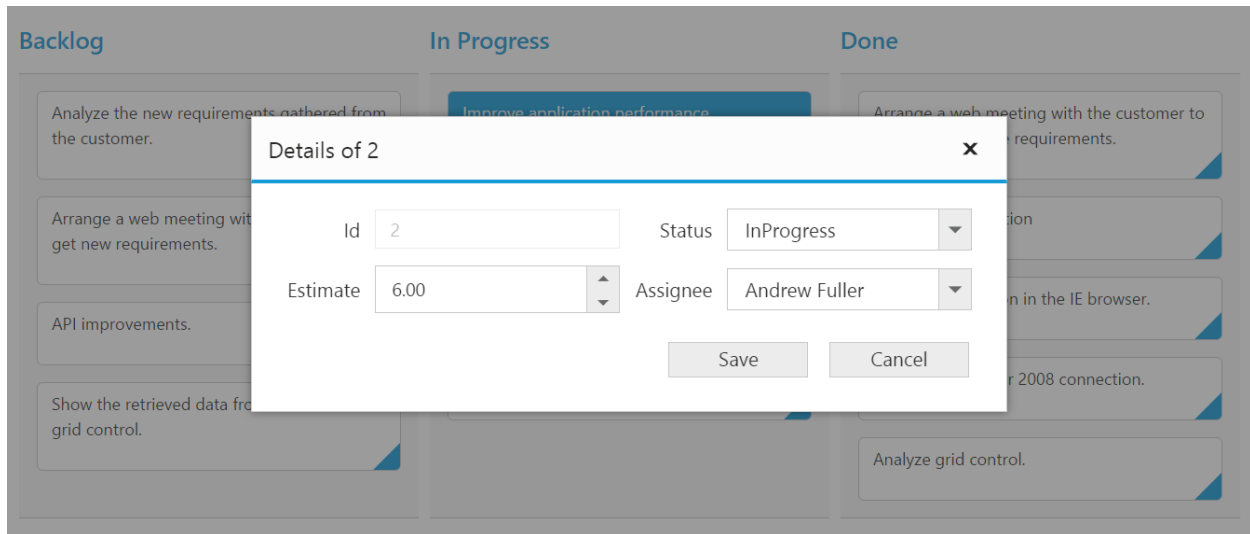 Backlog
In Progress
Done
Analyze the new requirements gathered from
the customer.
Improve application performance
Arrange a web meeting with the customer to
requirements.
Details of 2
Arrange a web meeting
get new requirements.
Id
2
Status
InProgress
Estimate
6.00
Assignee
Andrew Fuller
in the IE browser.
API improvements.
Save
Cancel
2008 connection.
Show the retrieved data
grid control.
Analyze grid control.